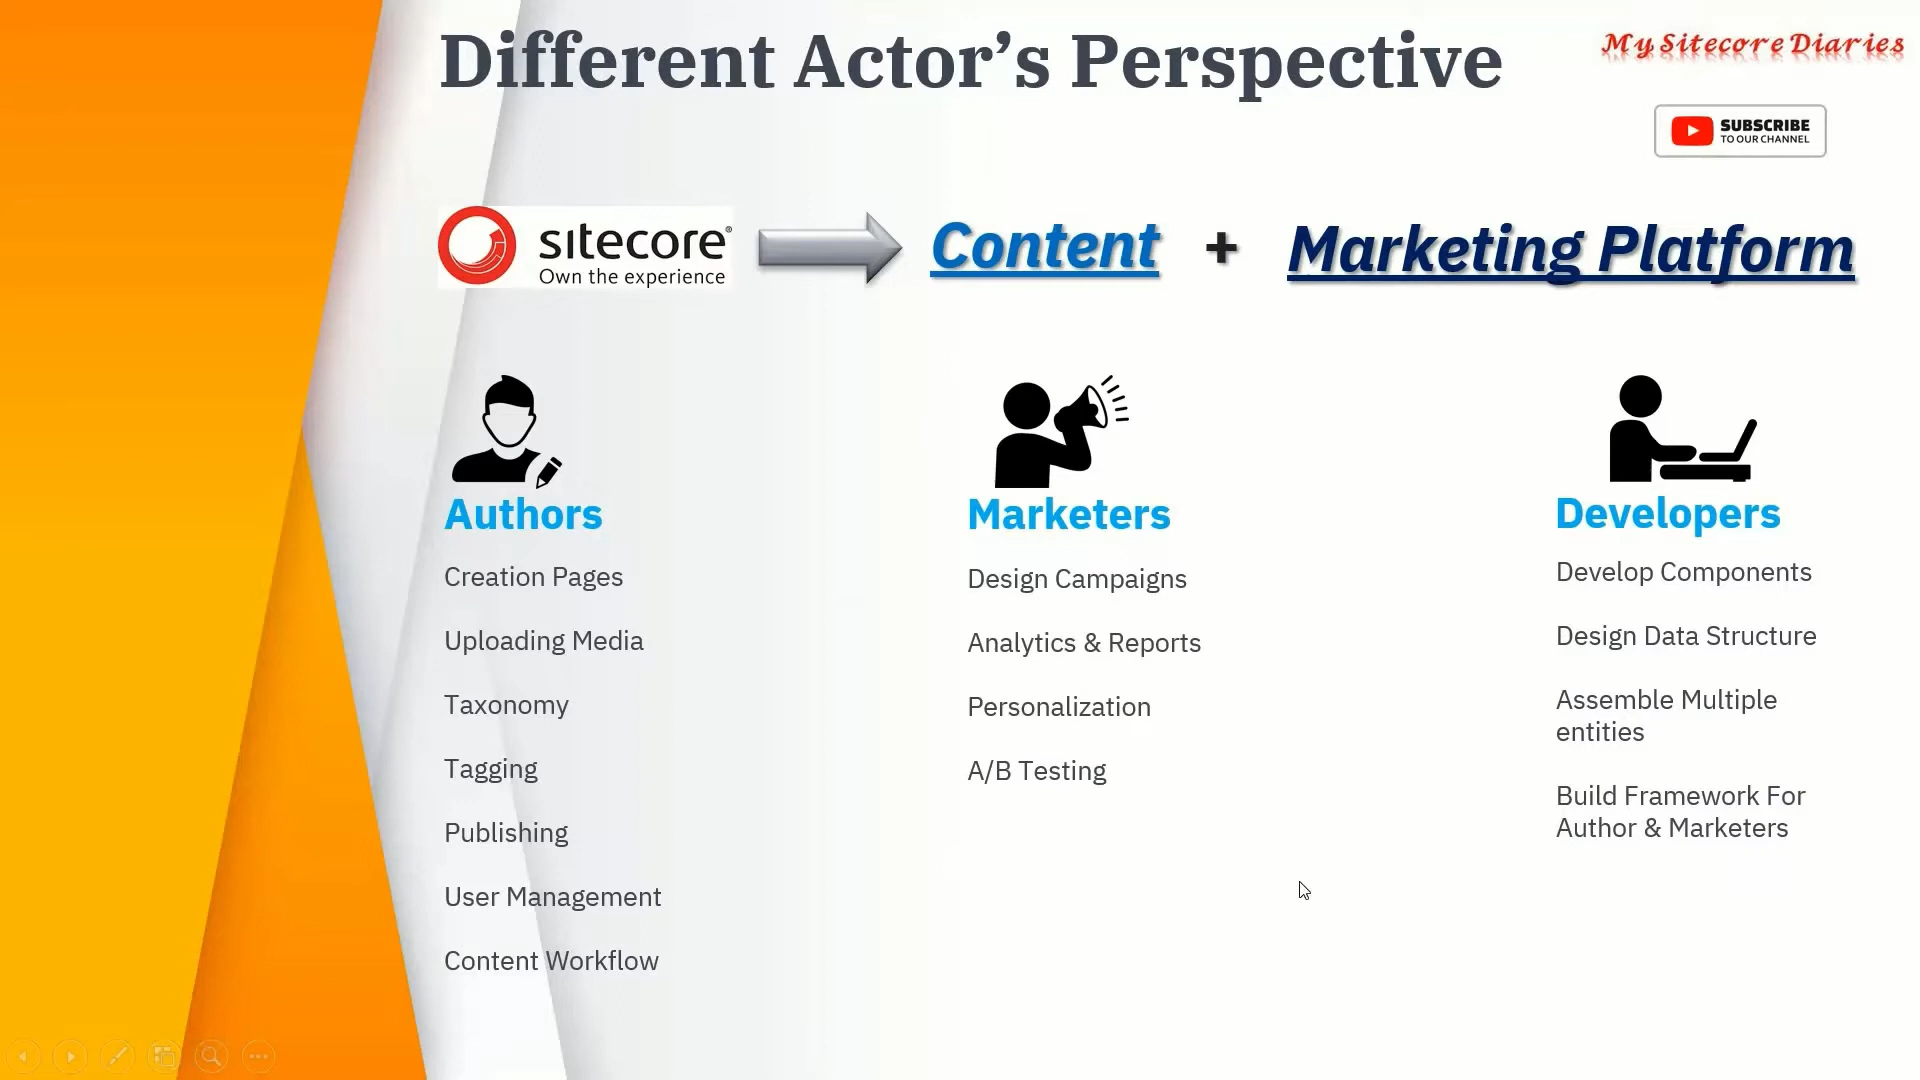 Different Actor's Perspective
My Sitecore Diaries
SUBSCRIBE
TO OUR CHANNEL
sitecore®
Own the experience
Content + Marketing Platform
Authors
Creation Pages
Uploading Media
Taxonomy
Tagging
Publishing
User Management
Content Workflow
Marketers
Design Campaigns
Analytics & Reports
Personalization
A/B Testing
Developers
Develop Components
Design Data Structure
Assemble Multiple
entities
Build Framework For
Author & Marketers